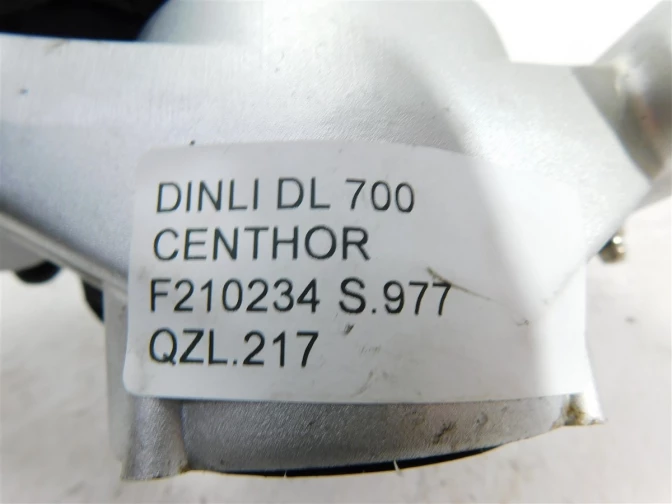 DINLI DL 700
CENTHOR
F210234 S.977
QZL.217